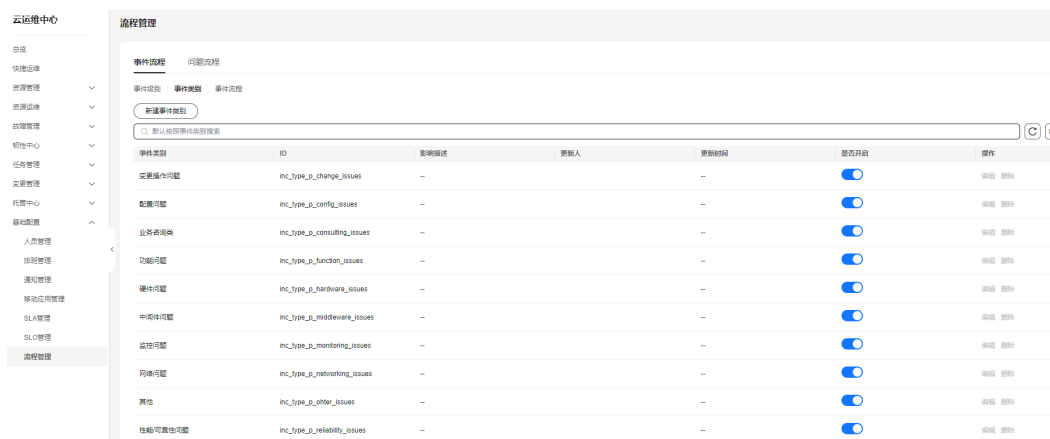 云运维中心
流程管理
总览
快捷运维
资源管理
资源运维
故障管理
韧性中心
任务管理
变更管理
托管中心
基础配置
人员管理
排班管理
通知管理
移动应用管理
SLA管理
SLO管理
流程管理
事件流程 问题流程
事件级别 事件类别 事件流程
新建事件类别
默认按照事件类别搜索
事件类别 ID 影响描述 更新人 更新时间 是否开启 操作
变更操作问题 inc_type_p_change_issues -- -- 编辑 删除
配置问题 inc_type_p_config_issues -- -- 编辑 删除
业务咨询类 inc_type_p_consulting_issues -- -- 编辑 删除
功能问题 inc_type_p_function_issues -- -- 编辑 删除
硬件问题 inc_type_p_hardware_issues -- -- 编辑 删除
中间件问题 inc_type_p_middleware_issues -- -- 编辑 删除
监控问题 inc_type_p_monitoring_issues -- -- 编辑 删除
网络问题 inc_type_p_networking_issues -- -- 编辑 删除
其他 inc_type_p_ohter_issues -- -- 编辑 删除
性能/可靠性问题 inc_type_p_reliability_issues -- -- 编辑 删除